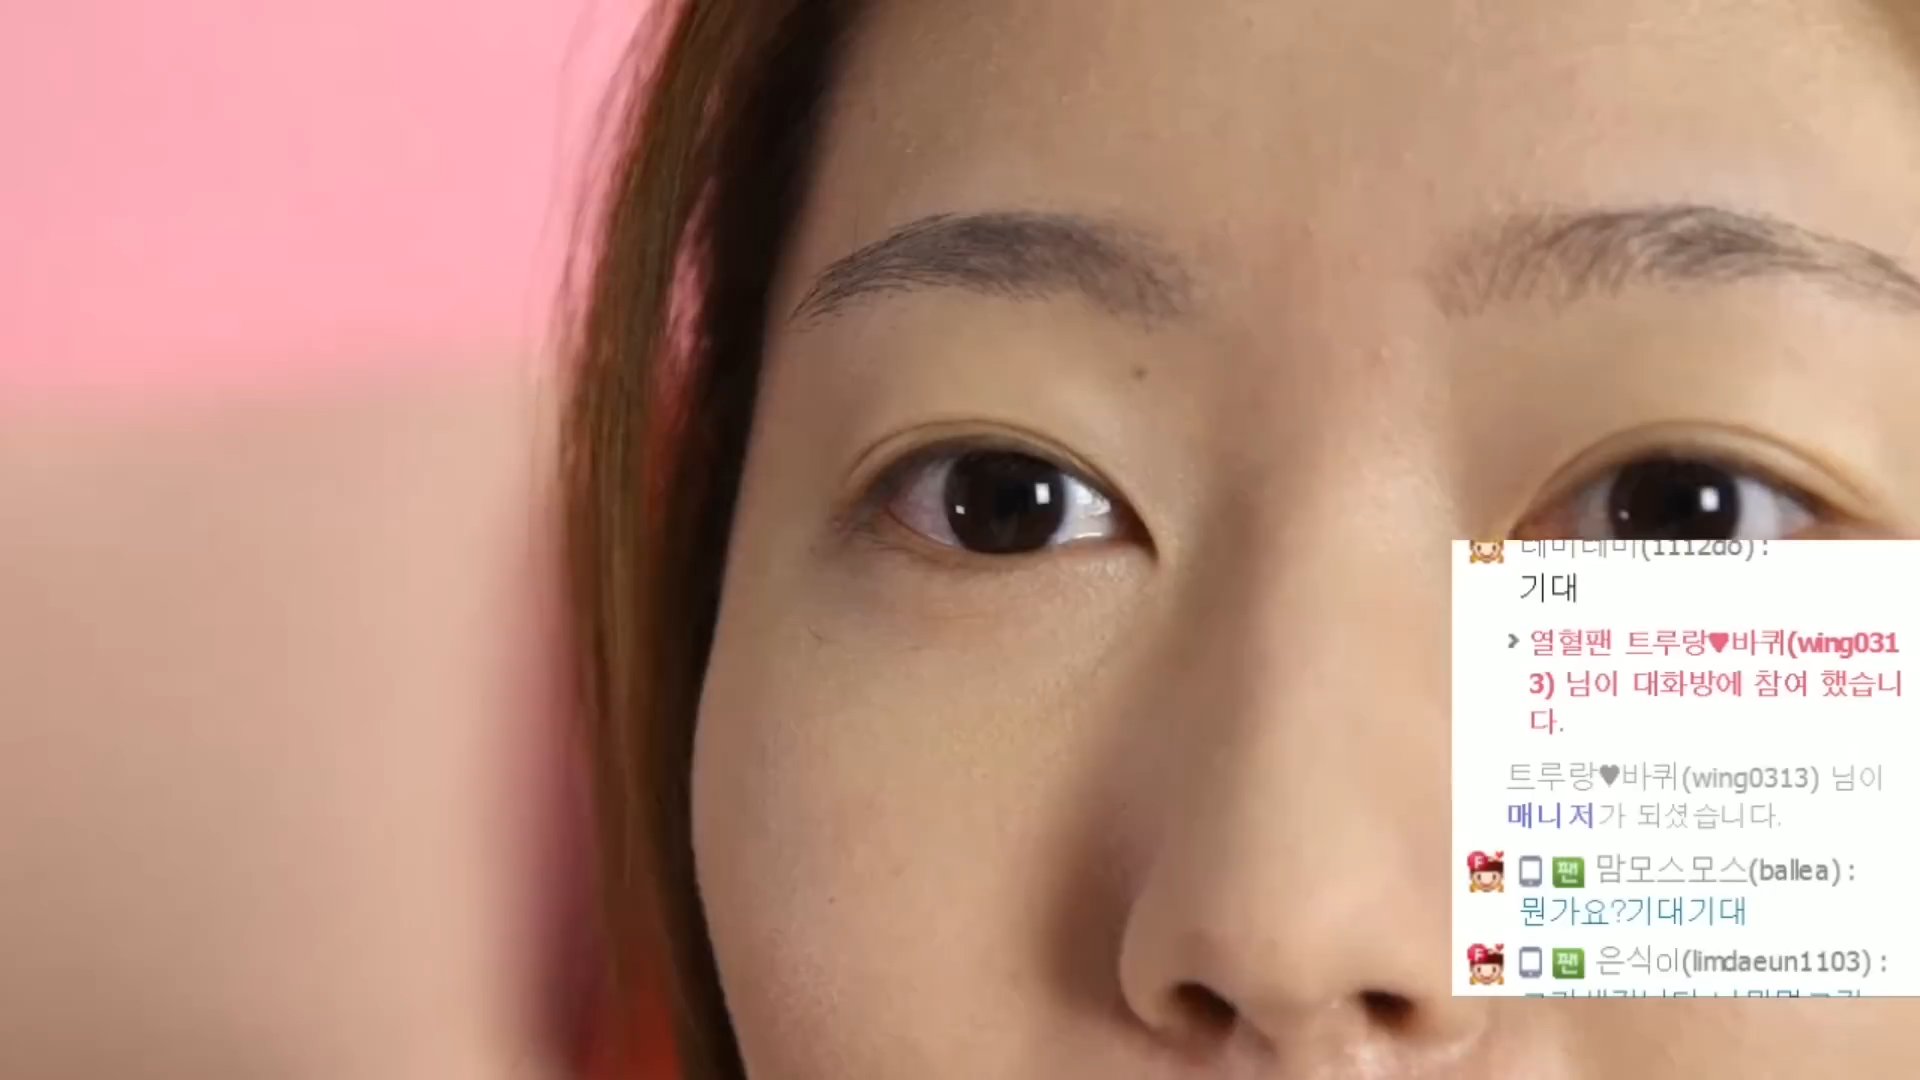 기대
열혈팬 트루랑♥바퀴(wing031
3) 님이 대화방에 참여 했습니
다.
트루랑♥바퀴(wing0313) 님이
매니저가 되셨습니다.
팬 맘모스모스(ballea) :
뭔가요?기대기대
팬 은식이(limdaeun1103) :